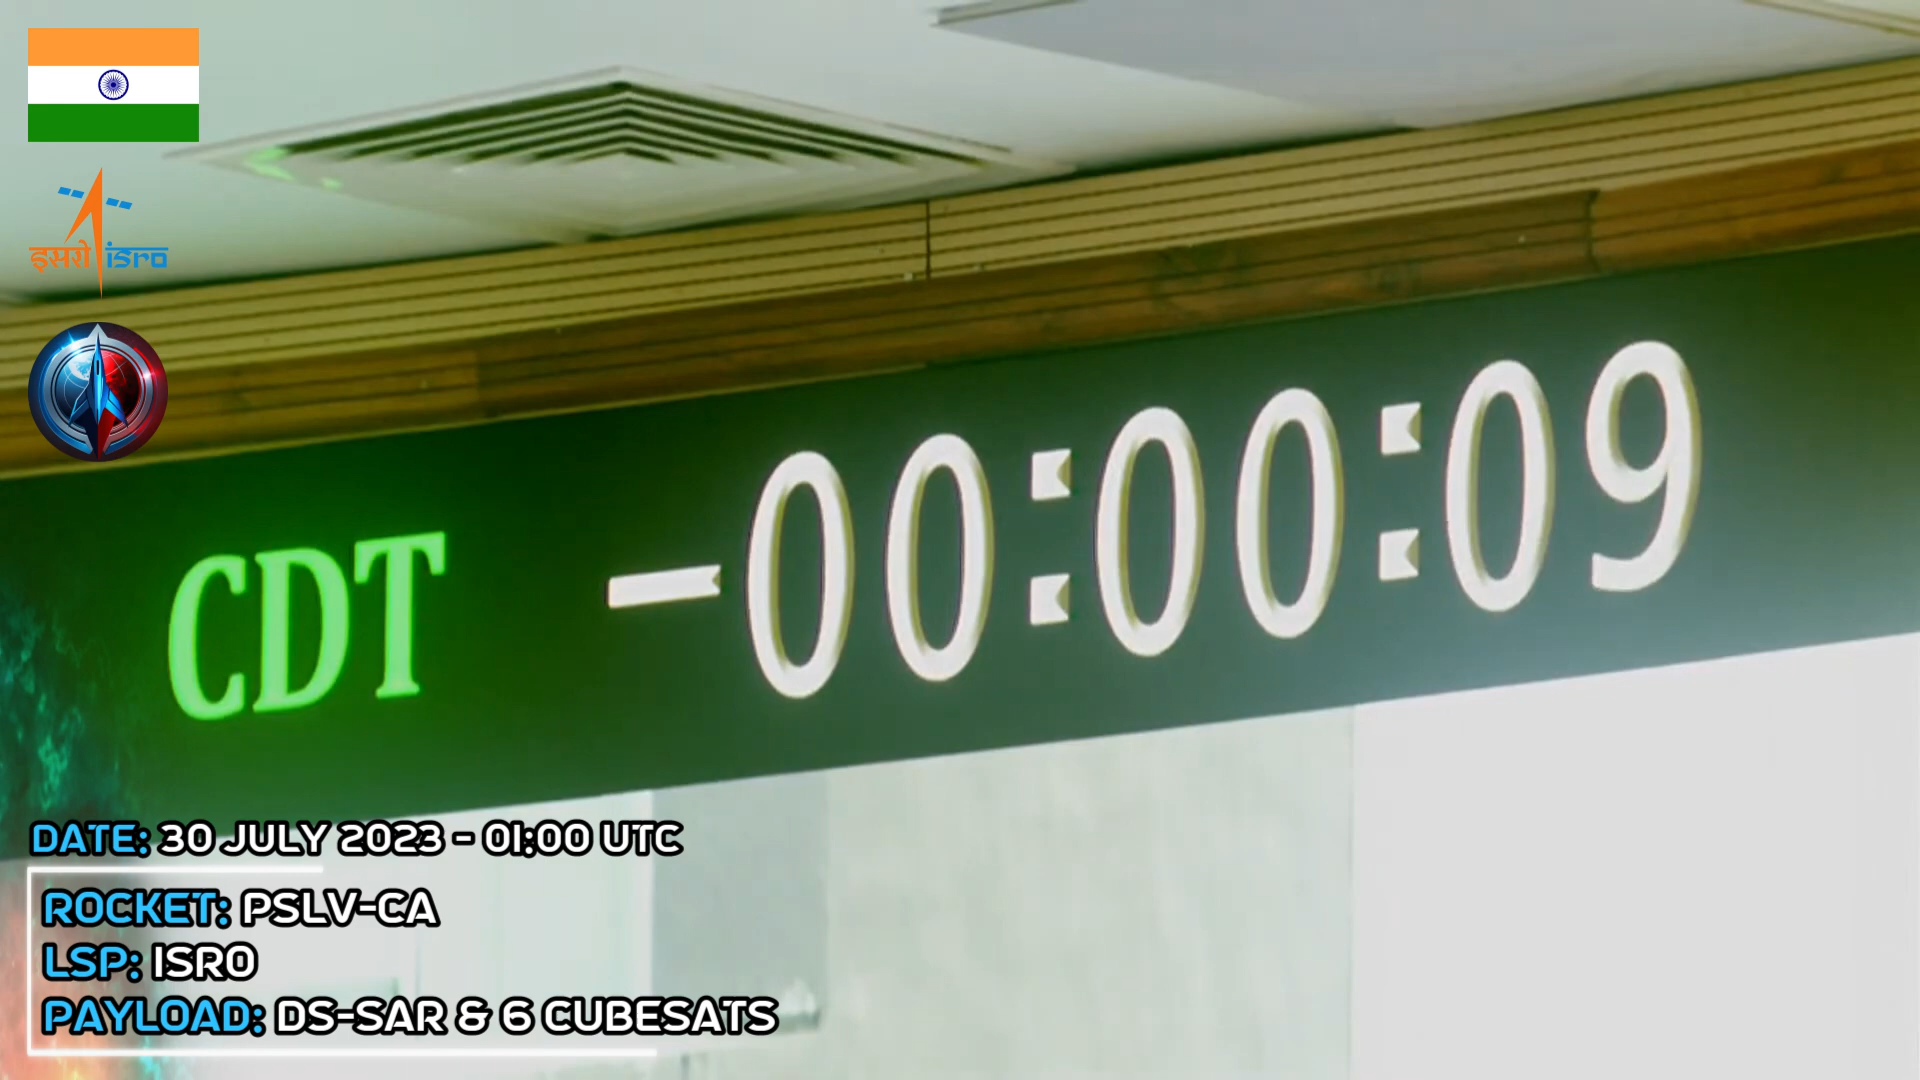 इसरो isro
CDT -00:00:09
DATE: 30 JULY 2023 - 01:00 UTC
ROCKET: PSLV-CA
LSP: ISRO
PAYLOAD: DS-SAR & 6 CUBESATS